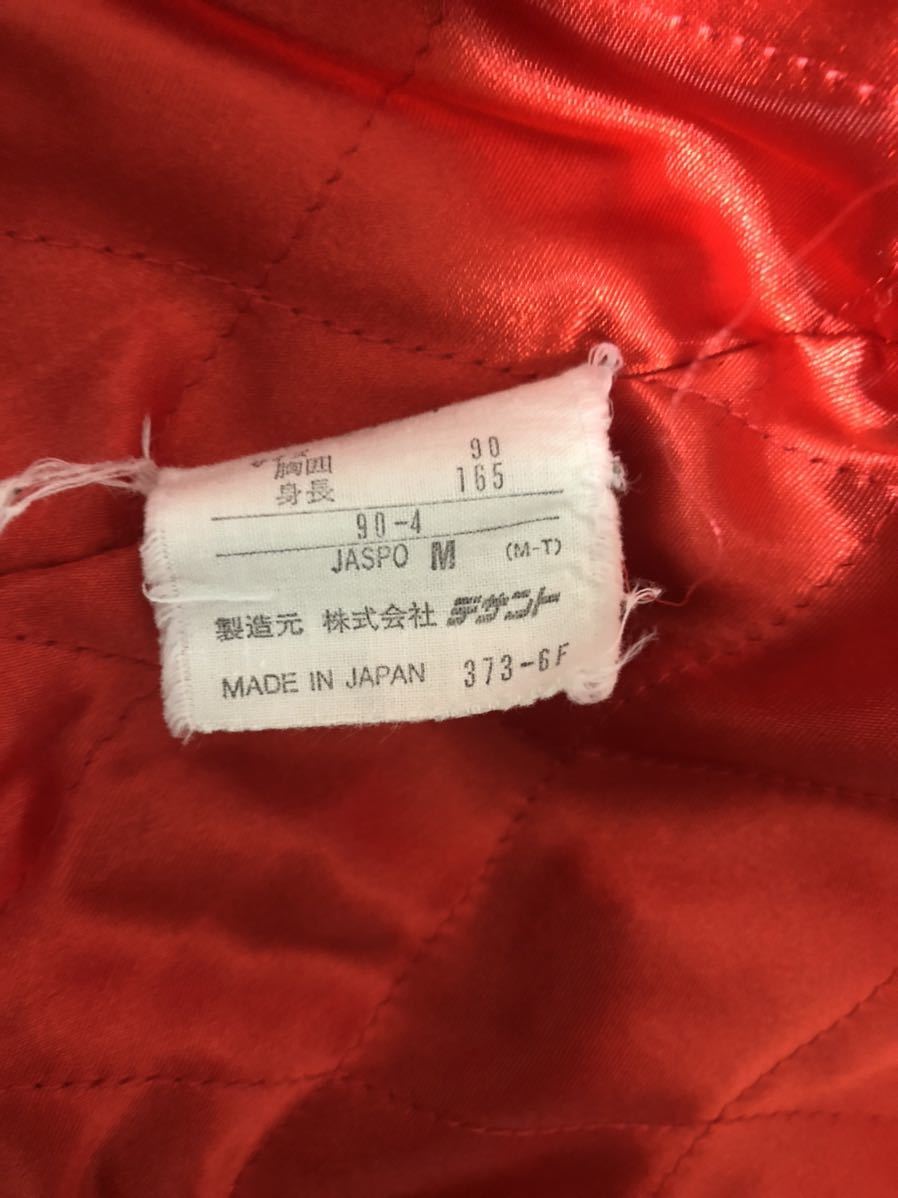 胸囲 90
身長 165
90-4
JASPO M (M-T)
製造元 株式会社 デサント
MADE IN JAPAN 373-6F